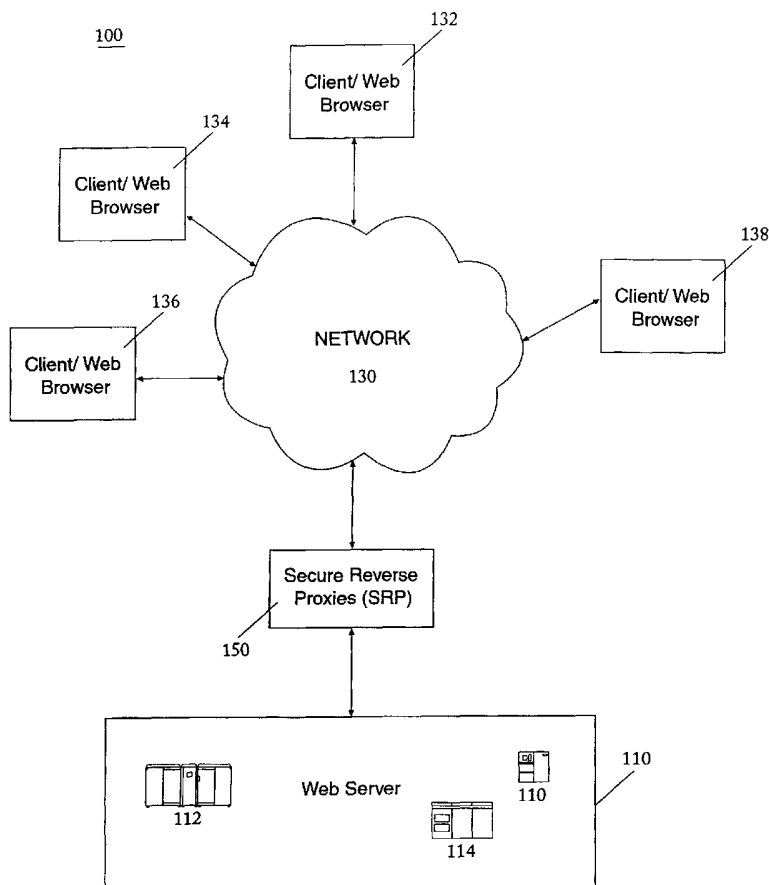 100
132
Client/ Web
Browser
134
Client/ Web
Browser
138
Client/ Web
Browser
136
Client/ Web
Browser
NETWORK
130
Secure Reverse
Proxies (SRP)
150
110
Web Server
110
112
114